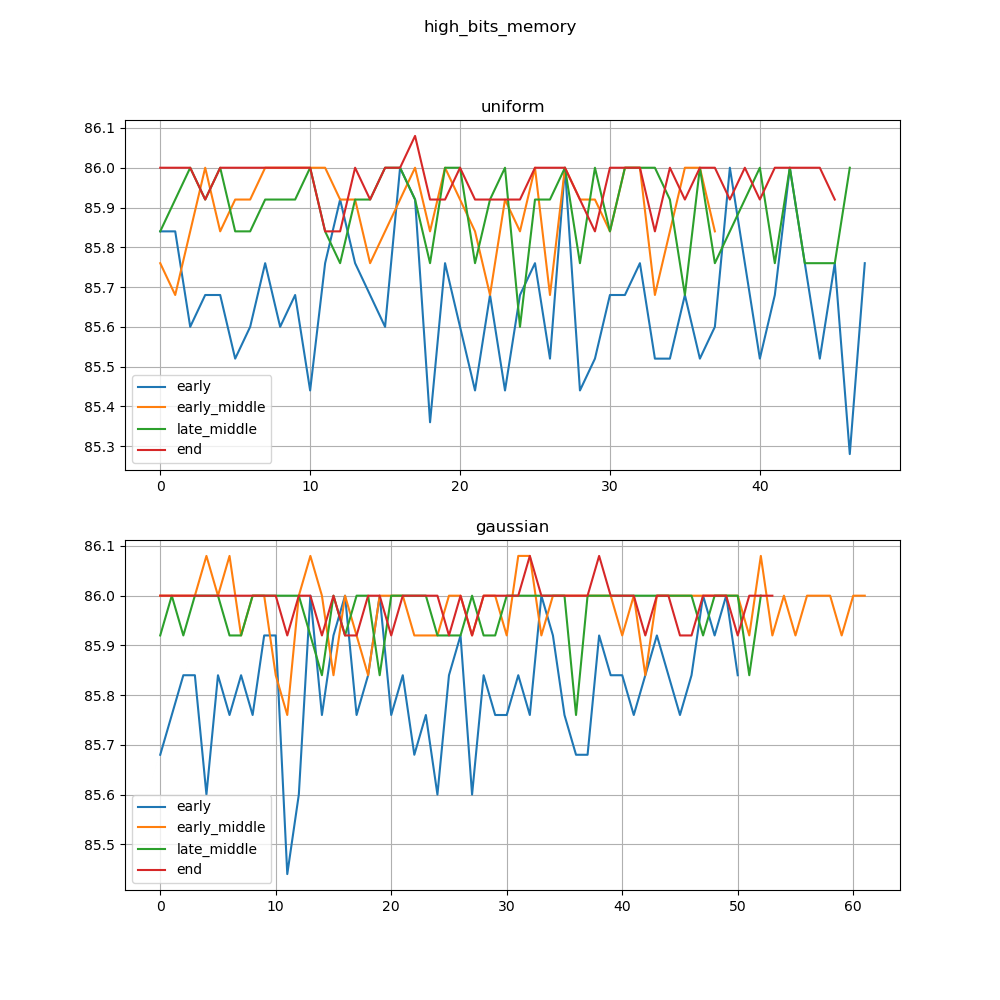 high_bits_memory
uniform
86.1
86.0
85.9
85.8
85.7
85.6
85.5
85.4
85.3
early
early_middle
late_middle
end
0 10 20 30 40
gaussian
86.1
86.0
85.9
85.8
85.7
85.6
85.5
early
early_middle
late_middle
end
0 10 20 30 40 50 60